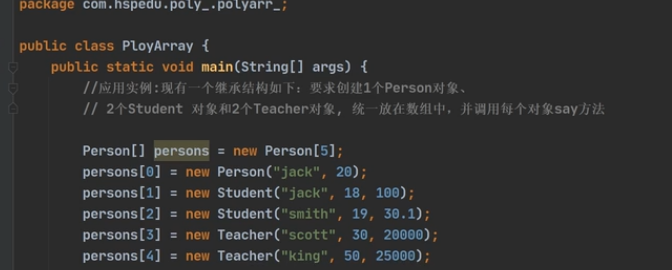 package com.hspedu.poly_.polyarr_;
public class PloyArray {
public static void main(String[] args) {
//应用实例:现有一个继承结构如下：要求创建1个Person对象、
// 2个Student 对象和2个Teacher对象, 统一放在数组中，并调用每个对象say方法
Person[] persons = new Person[5];
persons[0] = new Person("jack", 20);
persons[1] = new Student("jack", 18, 100);
persons[2] = new Student("smith", 19, 30.1);
persons[3] = new Teacher("scott", 30, 20000);
persons[4] = new Teacher("king", 50, 25000);